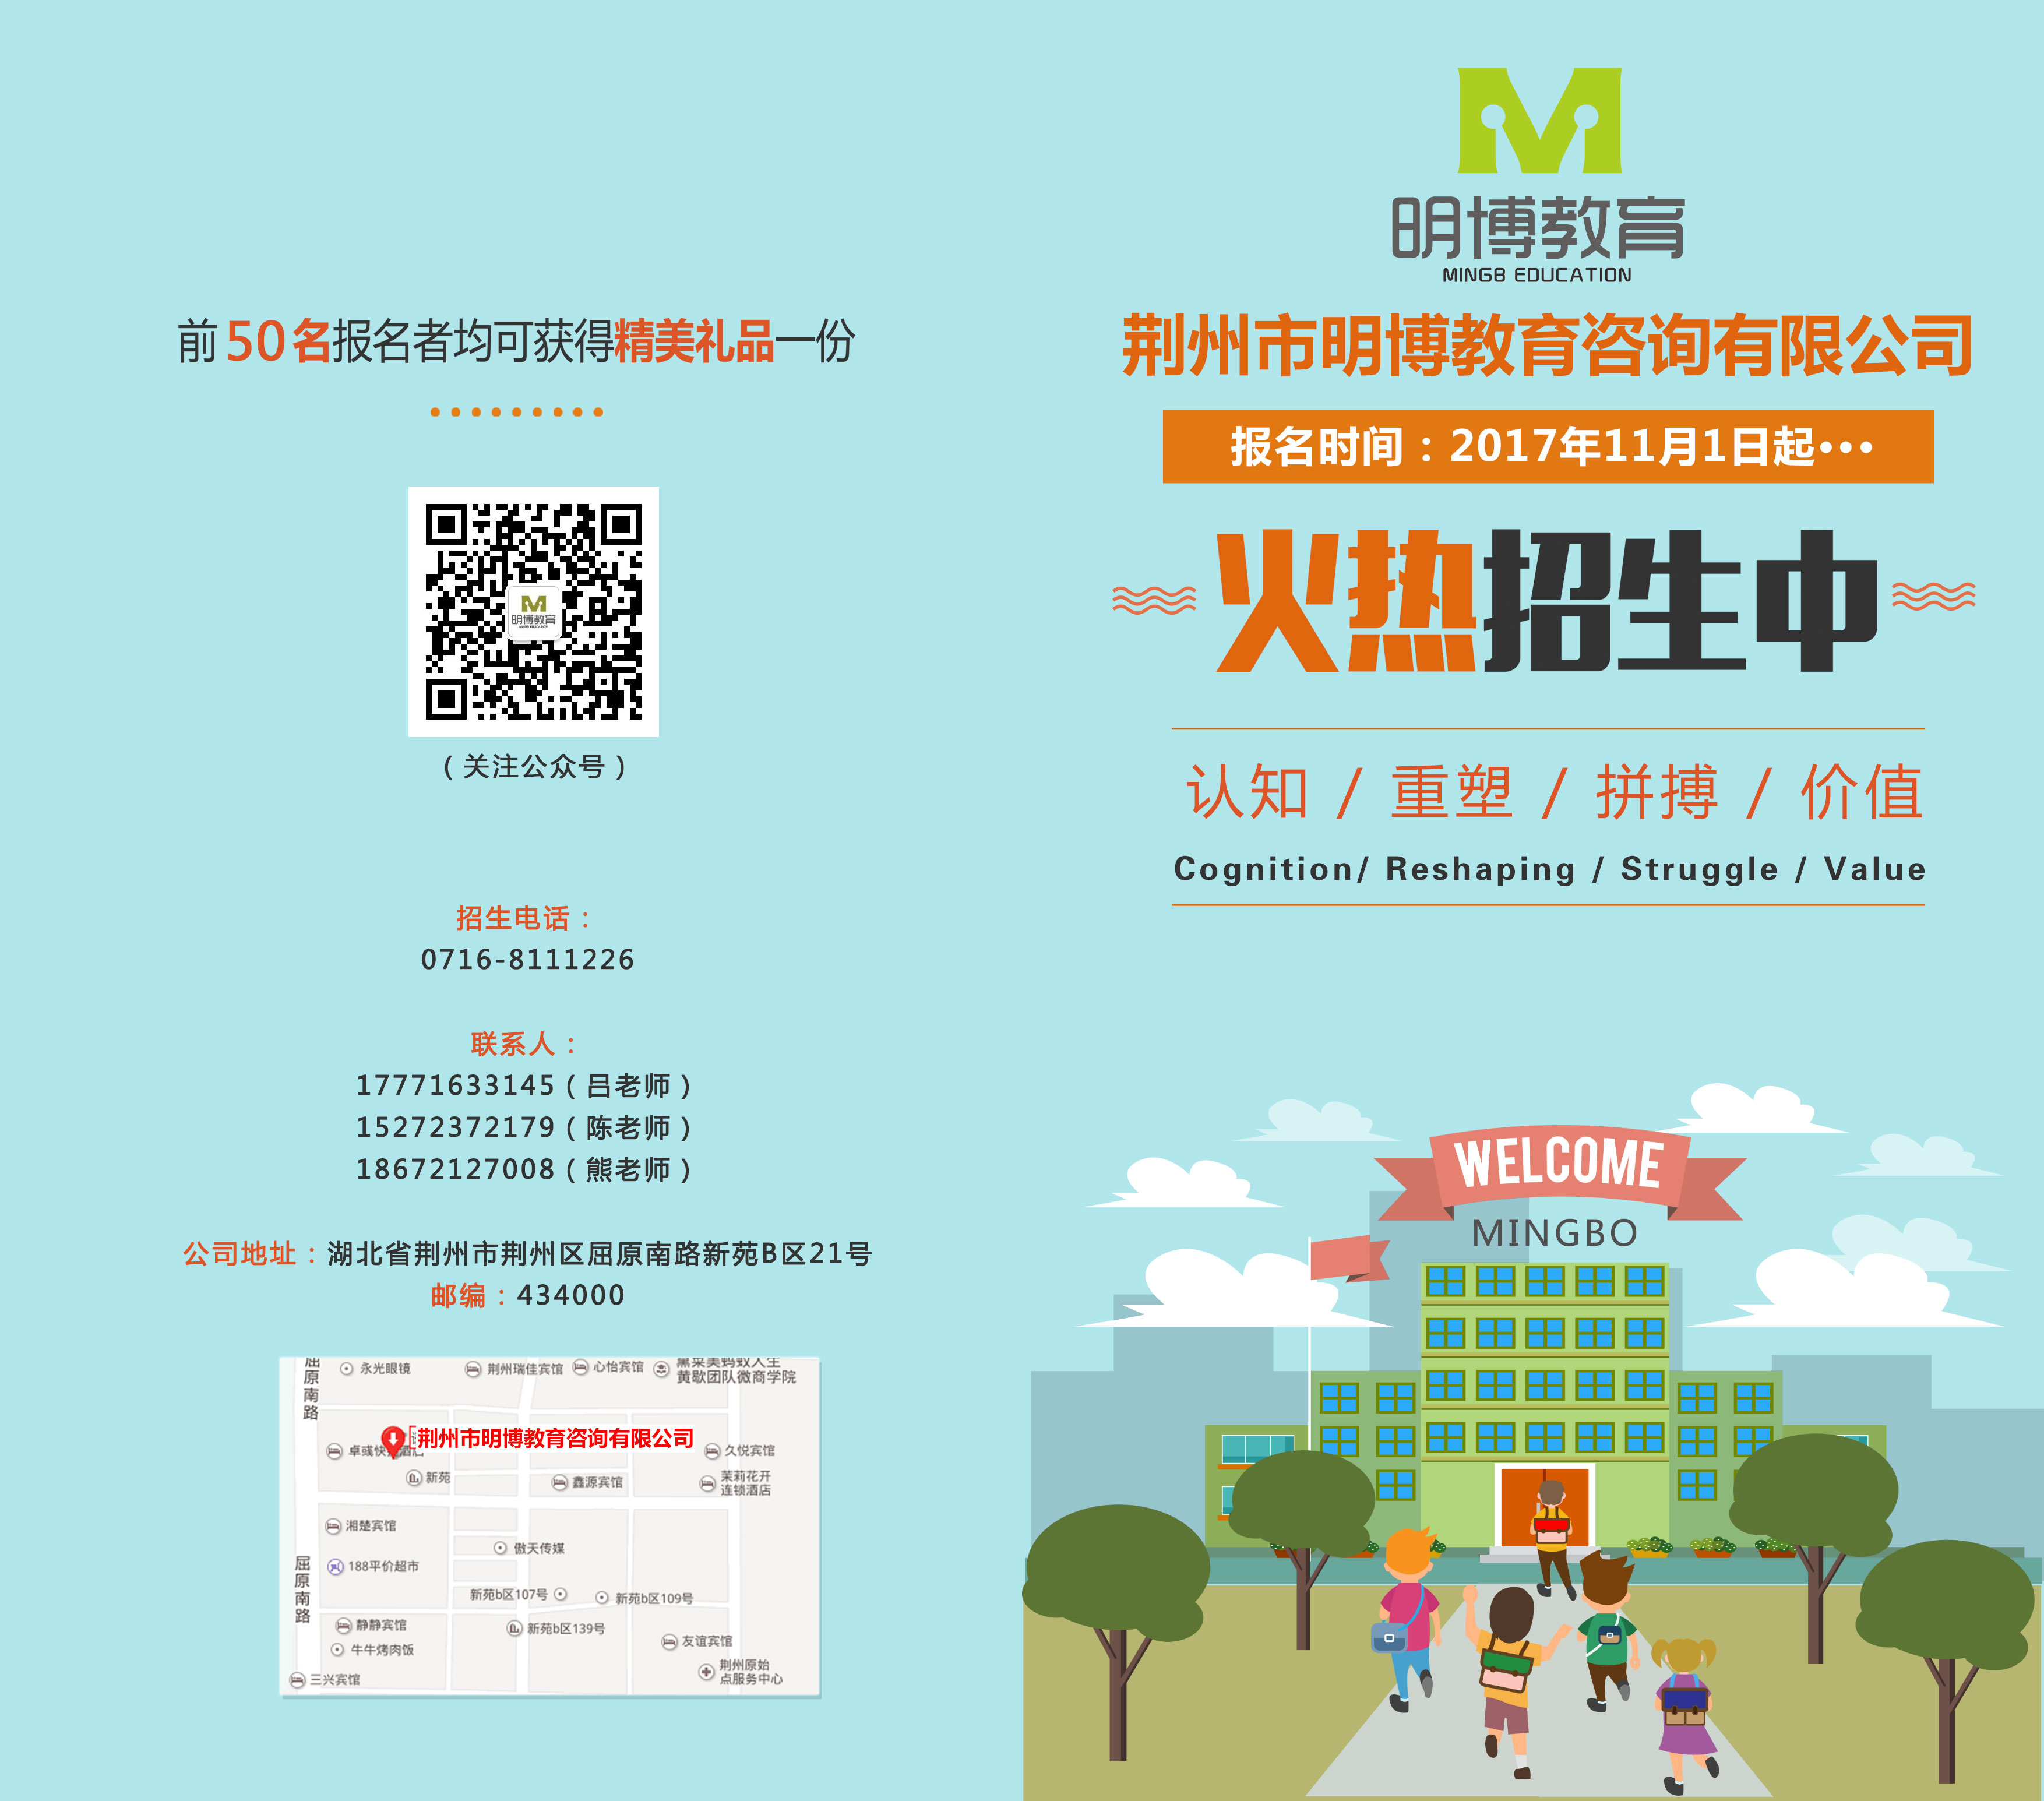 前50名报名者均可获得精美礼品一份
明博教育
(关注公众号)
招生电话：
0716-8111226
联系人：
17771633145(吕老师)
15272372179(陈老师)
18672127008(熊老师)
公司地址：湖北省荆州市荆州区屈原南路新苑B区21号
邮编：434000
屈原南路
永光眼镜
荆州瑞佳宾馆
心怡宾馆
黄歇团队微商学院
荆州市明博教育咨询有限公司
久悦宾馆
新苑
鑫源宾馆
茉莉花开
连锁酒店
湘楚宾馆
傲天传媒
188平价超市
屈原南路
新苑b区107号
新苑b区109号
静静宾馆
新苑b区139号
牛牛烤肉饭
友谊宾馆
荆州原始
点服务中心
三兴宾馆
明博教育
MING8 EDUCATION
荆州市明博教育咨询有限公司
报名时间：2017年11月1日起•••
火热招生中
认知 / 重塑 / 拼搏 / 价值
Cognition/ Reshaping / Struggle / Value
WELCOME
MINGBO